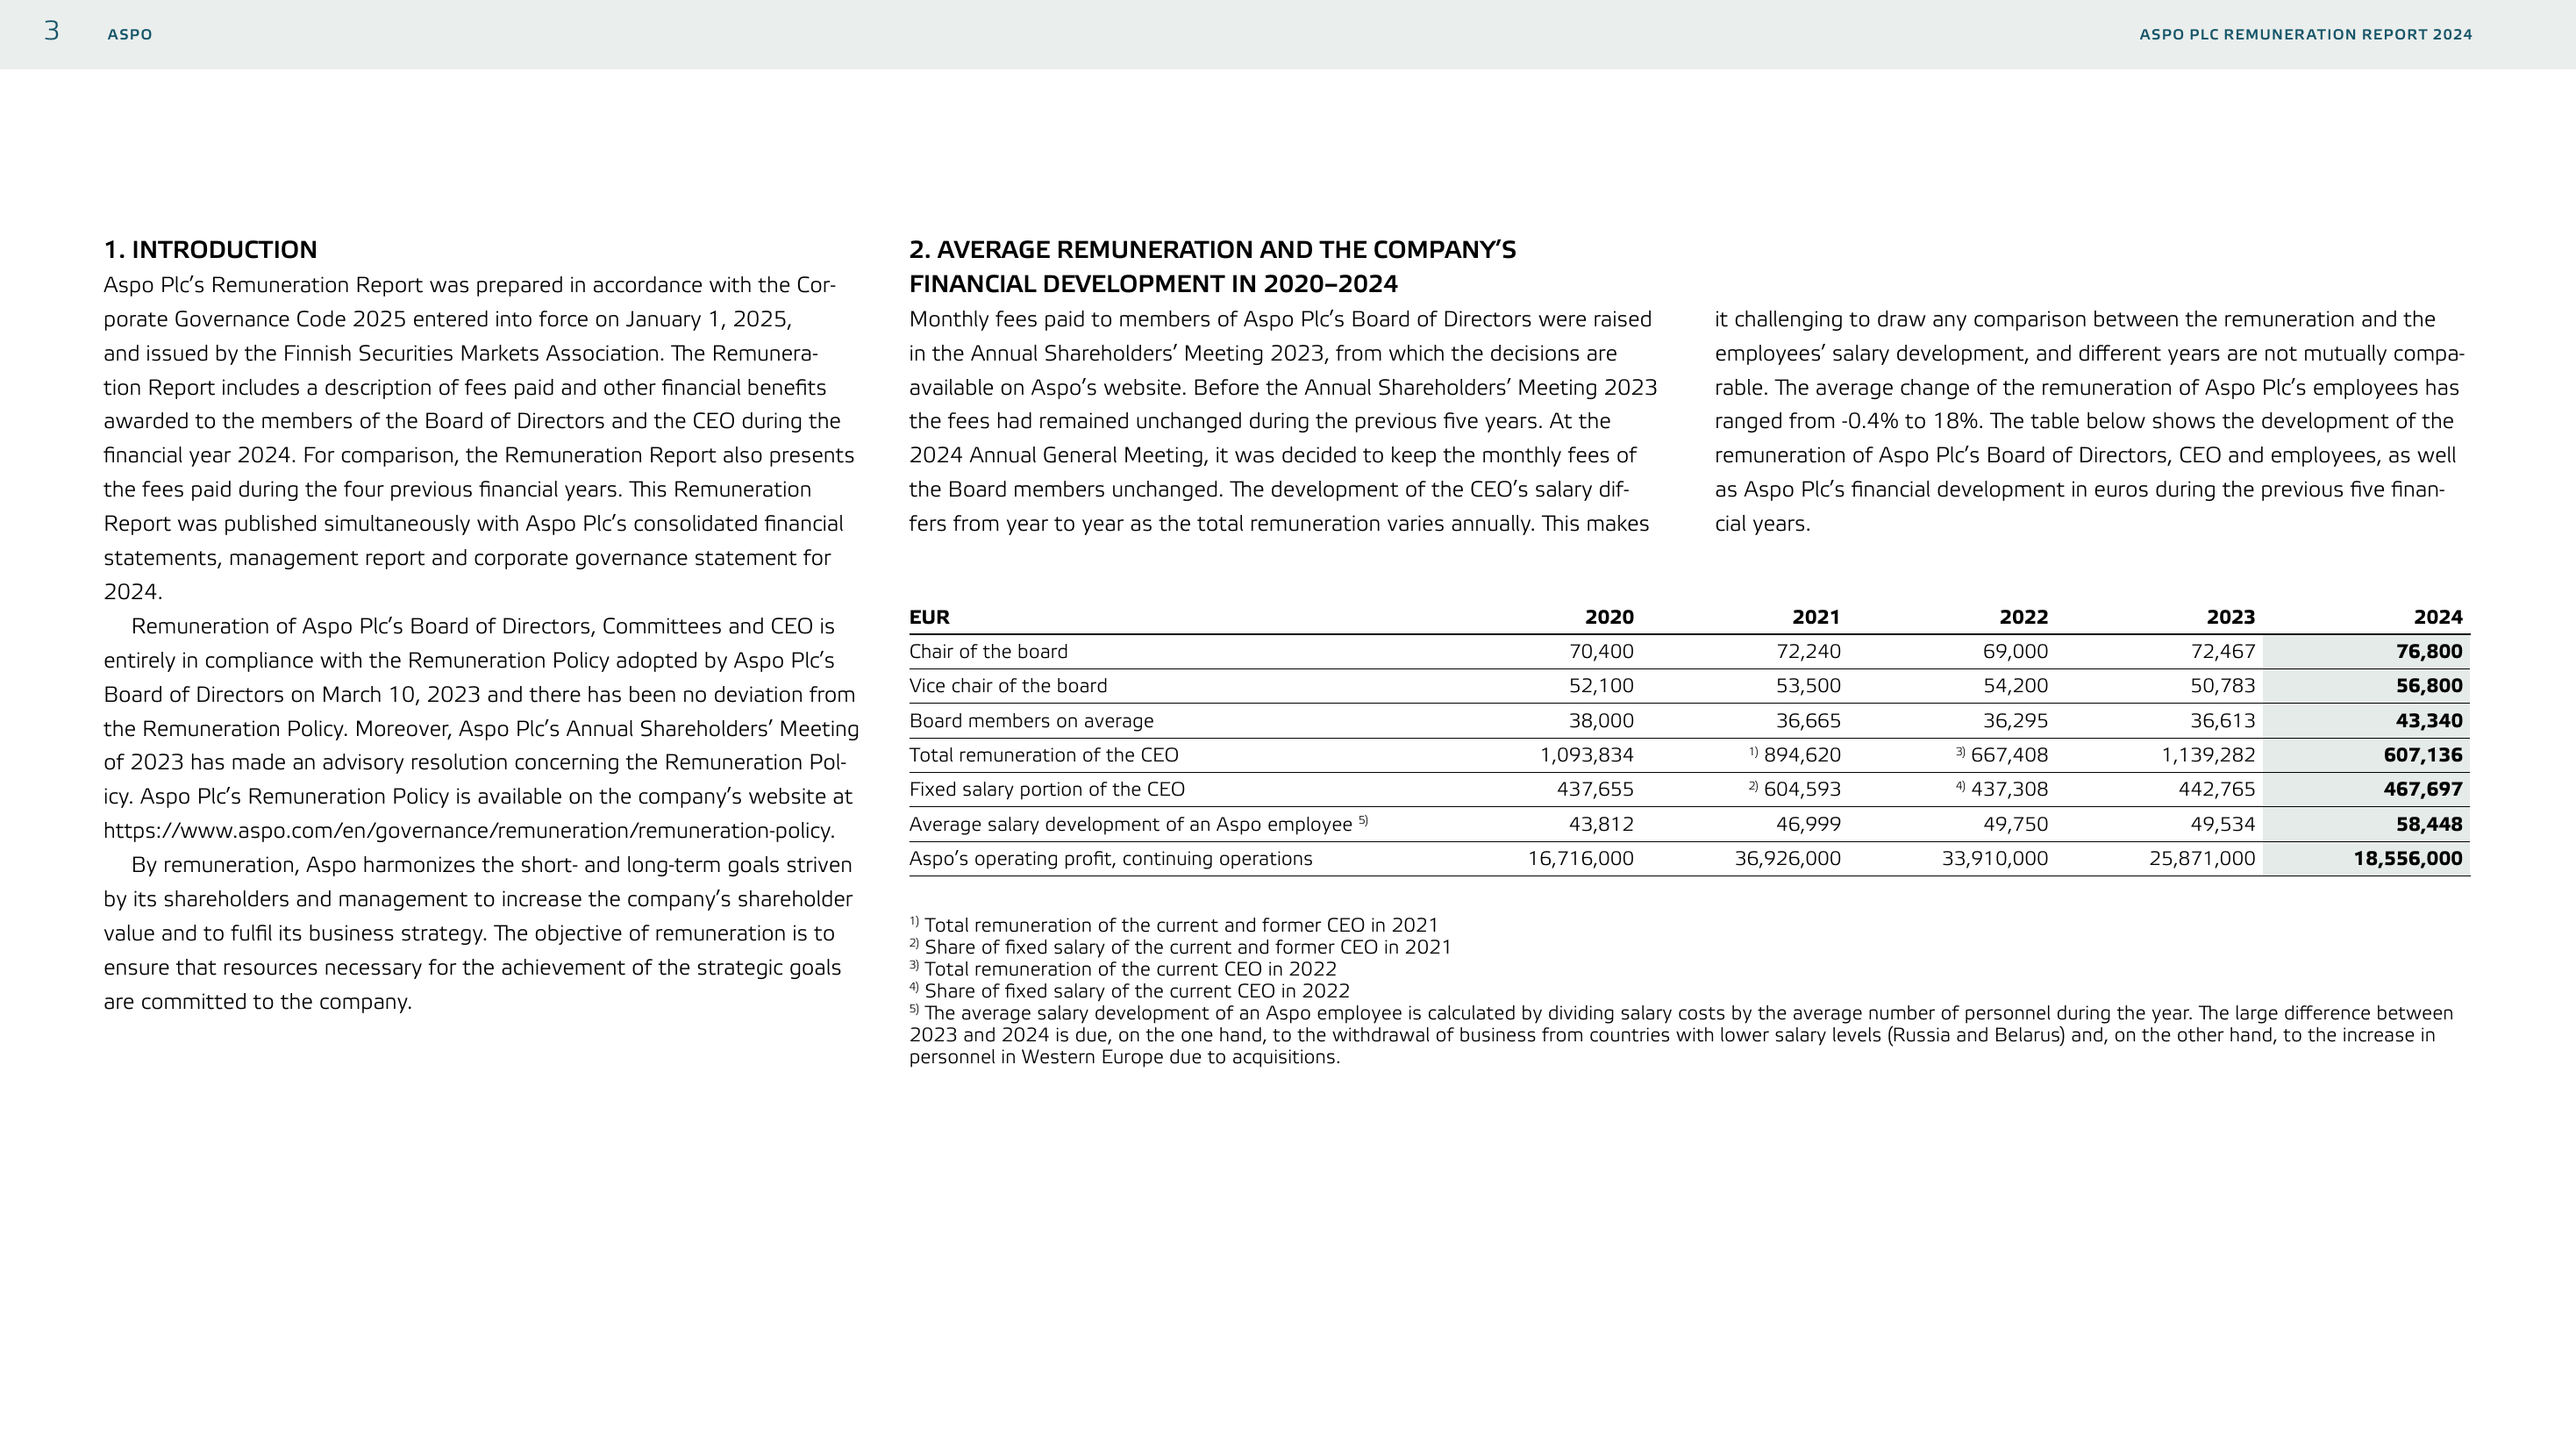 3 ASPO ASPO PLC REMUNERATION REPORT 2024
1. INTRODUCTION
Aspo Plc’s Remuneration Report was prepared in accordance with the Cor-
porate Governance Code 2025 entered into force on January 1, 2025,
and issued by the Finnish Securities Markets Association. The Remunera-
tion Report includes a description of fees paid and other financial benefits
awarded to the members of the Board of Directors and the CEO during the
financial year 2024. For comparison, the Remuneration Report also presents
the fees paid during the four previous financial years. This Remuneration
Report was published simultaneously with Aspo Plc’s consolidated financial
statements, management report and corporate governance statement for
2024.
Remuneration of Aspo Plc’s Board of Directors, Committees and CEO is
entirely in compliance with the Remuneration Policy adopted by Aspo Plc’s
Board of Directors on March 10, 2023 and there has been no deviation from
the Remuneration Policy. Moreover, Aspo Plc’s Annual Shareholders’ Meeting
of 2023 has made an advisory resolution concerning the Remuneration Pol-
icy. Aspo Plc’s Remuneration Policy is available on the company’s website at
https://www.aspo.com/en/governance/remuneration/remuneration-policy.
By remuneration, Aspo harmonizes the short- and long-term goals striven
by its shareholders and management to increase the company’s shareholder
value and to fulfil its business strategy. The objective of remuneration is to
ensure that resources necessary for the achievement of the strategic goals
are committed to the company.
2. AVERAGE REMUNERATION AND THE COMPANY’S
FINANCIAL DEVELOPMENT IN 2020–2024
Monthly fees paid to members of Aspo Plc’s Board of Directors were raised
in the Annual Shareholders’ Meeting 2023, from which the decisions are
available on Aspo’s website. Before the Annual Shareholders’ Meeting 2023
the fees had remained unchanged during the previous five years. At the
2024 Annual General Meeting, it was decided to keep the monthly fees of
the Board members unchanged. The development of the CEO’s salary dif-
fers from year to year as the total remuneration varies annually. This makes
it challenging to draw any comparison between the remuneration and the
employees’ salary development, and different years are not mutually compa-
rable. The average change of the remuneration of Aspo Plc’s employees has
ranged from -0.4% to 18%. The table below shows the development of the
remuneration of Aspo Plc’s Board of Directors, CEO and employees, as well
as Aspo Plc’s financial development in euros during the previous five finan-
cial years.
EUR 2020 2021 2022 2023 2024
Chair of the board 70,400 72,240 69,000 72,467 76,800
Vice chair of the board 52,100 53,500 54,200 50,783 56,800
Board members on average 38,000 36,665 36,295 36,613 43,340
Total remuneration of the CEO 1,093,834 1) 894,620 3) 667,408 1,139,282 607,136
Fixed salary portion of the CEO 437,655 2) 604,593 4) 437,308 442,765 467,697
Average salary development of an Aspo employee 5) 43,812 46,999 49,750 49,534 58,448
Aspo’s operating profit, continuing operations 16,716,000 36,926,000 33,910,000 25,871,000 18,556,000
1) Total remuneration of the current and former CEO in 2021
2) Share of fixed salary of the current and former CEO in 2021
3) Total remuneration of the current CEO in 2022
4) Share of fixed salary of the current CEO in 2022
5) The average salary development of an Aspo employee is calculated by dividing salary costs by the average number of personnel during the year. The large difference between
2023 and 2024 is due, on the one hand, to the withdrawal of business from countries with lower salary levels (Russia and Belarus) and, on the other hand, to the increase in
personnel in Western Europe due to acquisitions.